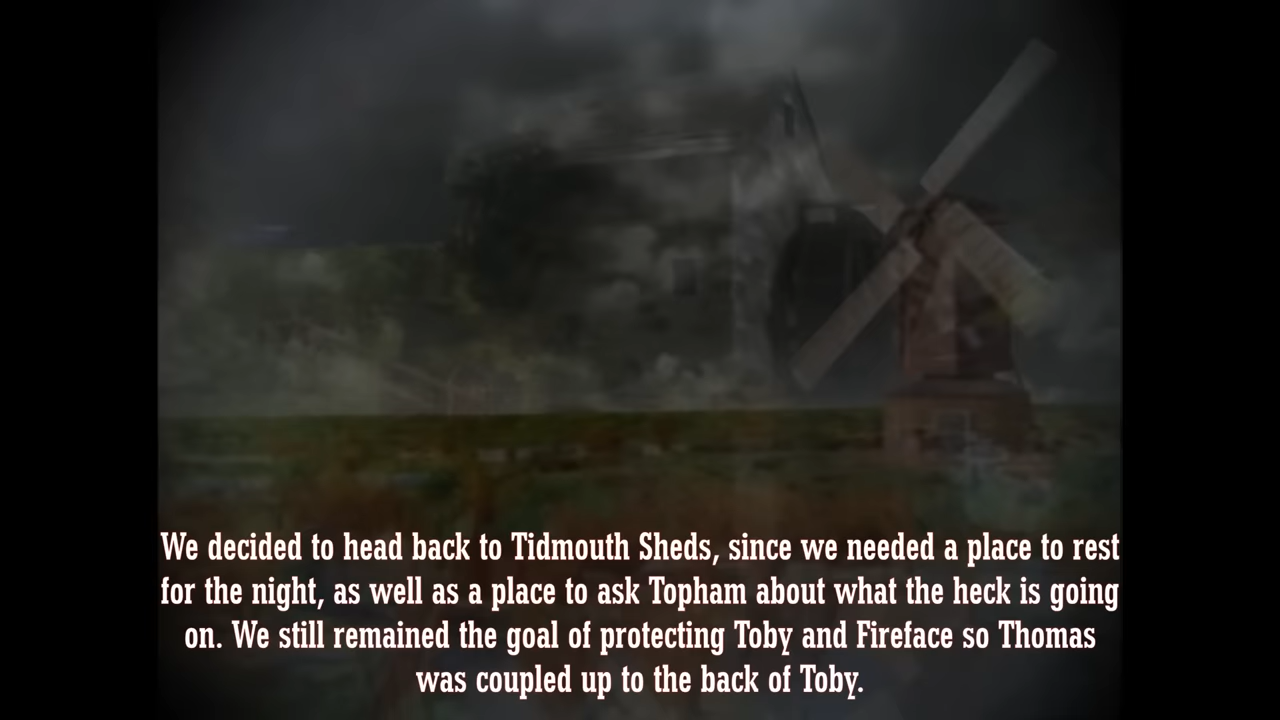 We decided to head back to Tidmouth Sheds, since we needed a place to rest
for the night, as well as a place to ask Topham about what the heck is going
on. We still remained the goal of protecting Toby and Fireface so Thomas
was coupled up to the back of Toby.